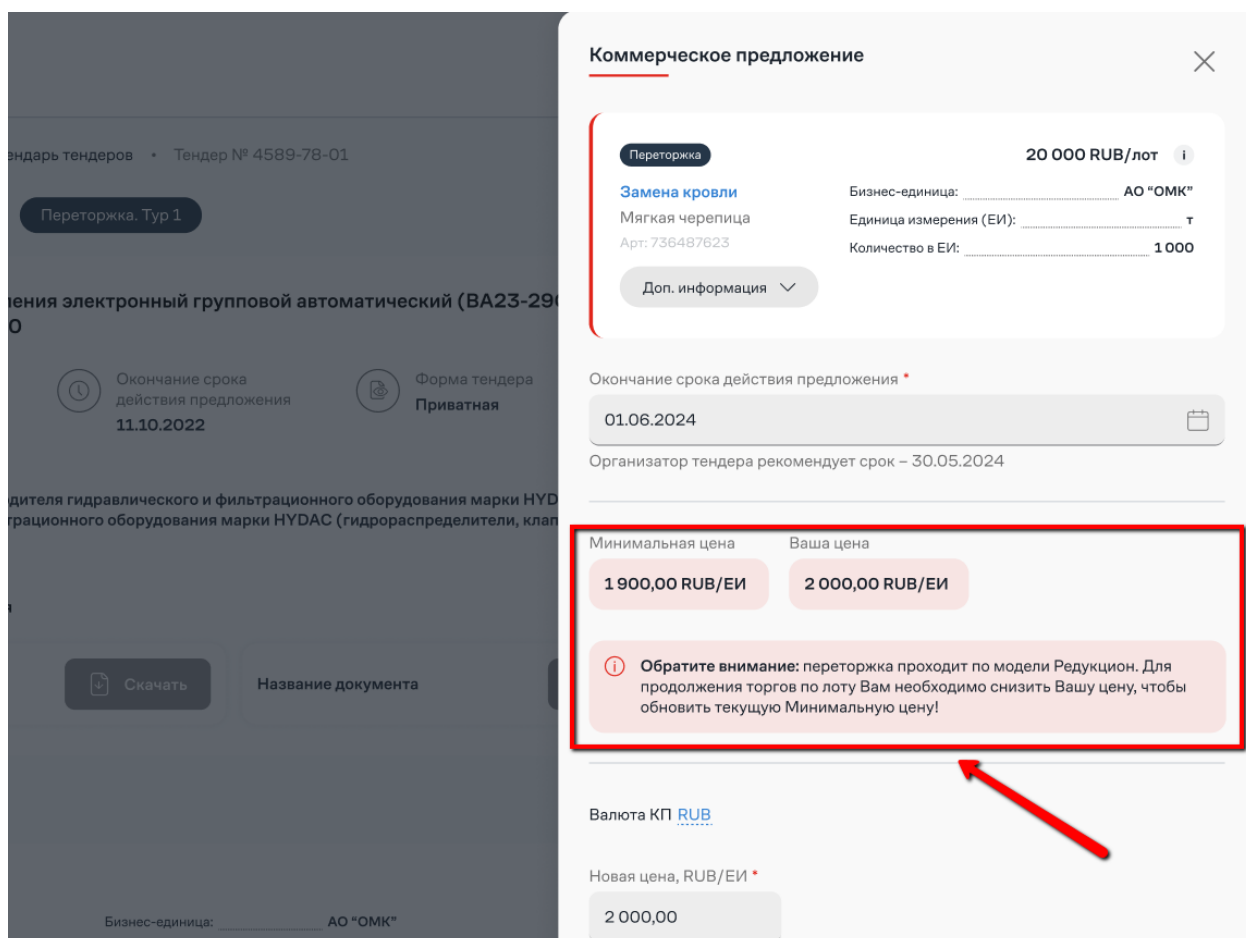 Коммерческое предложение
ендарь тендеров • Тендер № 4589-78-01
Переторжка. Тур 1
ления электронный групповой автоматический (ВА23-29
0
Окончание срока
действия предложения
11.10.2022
Форма тендера
Приватная
дителя гидравлического и фильтрационного оборудования марки HYD
трационного оборудования марки HYDAC (гидрораспределители, клап
я
Скачать
Название документа
Бизнес-единица: АО “ОМК”
Переторжка
20 000 RUB/лот i
Замена кровли
Мягкая черепица
Арт: 736487623
Доп. информация
Бизнес-единица: АО “ОМК”
Единица измерения (ЕИ): т
Количество в ЕИ: 1 000
Окончание срока действия предложения *
01.06.2024
Организатор тендера рекомендует срок – 30.05.2024
Минимальная цена Ваша цена
1 900,00 RUB/ЕИ 2 000,00 RUB/ЕИ
Обратите внимание: переторжка проходит по модели Редукцион. Для
продолжения торгов по лоту Вам необходимо снизить Вашу цену, чтобы
обновить текущую Минимальную цену!
Валюта КП RUB
Новая цена, RUB/ЕИ *
2 000,00